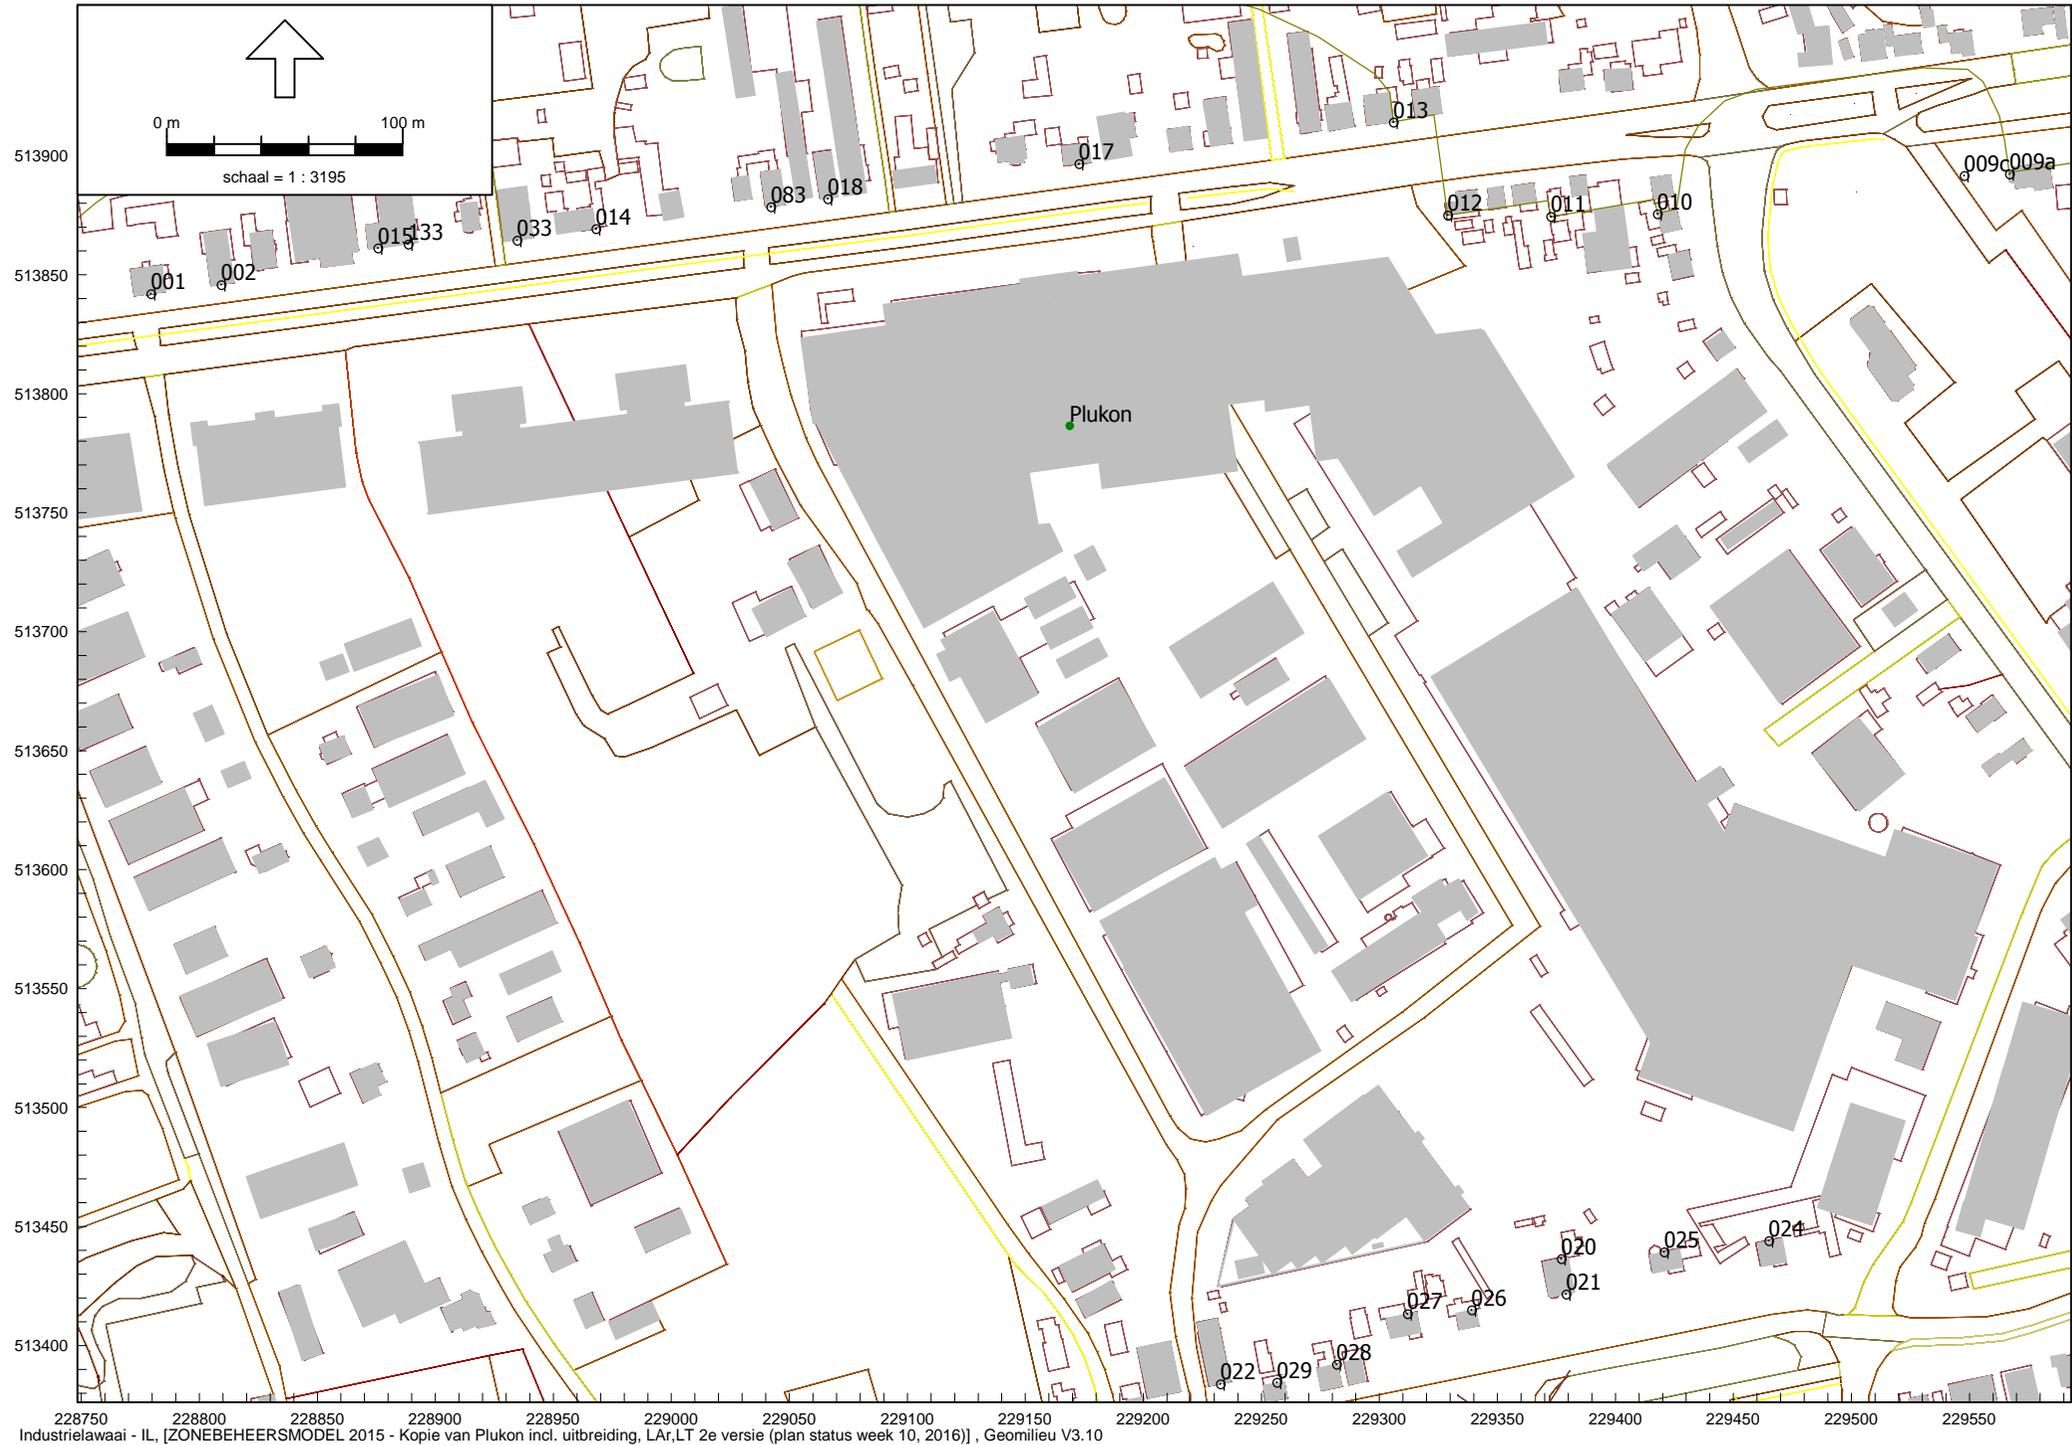 0 m 100 m
schaal = 1 : 3195
513900
513850
513800
513750
513700
513650
513600
513550
513500
513450
513400
013
017
009c 009a
083 018
012 011 010
033 014
015 133
001 002
Plukon
020 025 024
021
027 026
028
022 029
228750 228800 228850 228900 228950 229000 229050 229100 229150 229200 229250 229300 229350 229400 229450 229500 229550
Industrielawaai - IL, [ZONEBEHEERSMODEL 2015 - Kopie van Plukon incl. uitbreiding, LAr,LT 2e versie (plan status week 10, 2016)] , Geomilieu V3.10